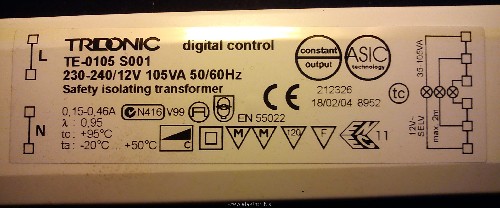 TRIDONIC
digital control
TE-0105 S001
230-240/12V 105VA 50/60Hz
Safety isolating transformer
constant
output
ASIC
technology
L
N
0,15-0,46A
N416 V99
λ , 0,95
tc : +95°C
ta : -20°C.... +50°C
C
EN 55022
M M 120 F
11
212326
18/02/04 8952
tc
35-105VA
12V~
SELV
max. 2m